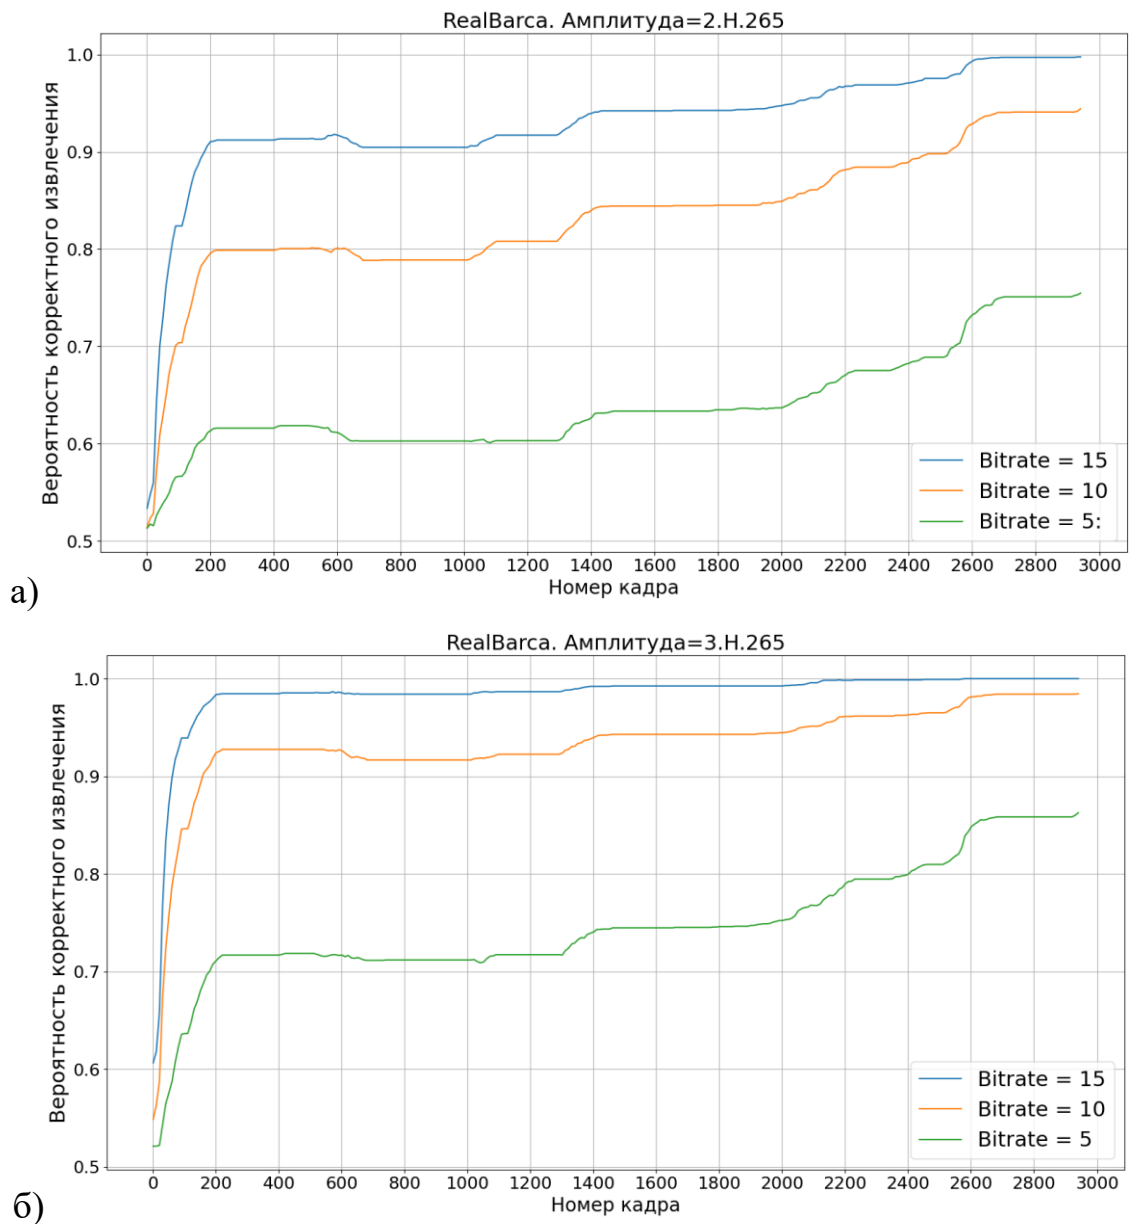 RealBarca. Амплитуда=2.H.265
Вероятность корректного извлечения
1.0
0.9
0.8
0.7
0.6
0.5
Bitrate = 15
Bitrate = 10
Bitrate = 5:
0 200 400 600 800 1000 1200 1400 1600 1800 2000 2200 2400 2600 2800 3000
Номер кадра
а)
RealBarca. Амплитуда=3.H.265
Вероятность корректного извлечения
1.0
0.9
0.8
0.7
0.6
0.5
Bitrate = 15
Bitrate = 10
Bitrate = 5
0 200 400 600 800 1000 1200 1400 1600 1800 2000 2200 2400 2600 2800 3000
Номер кадра
б)